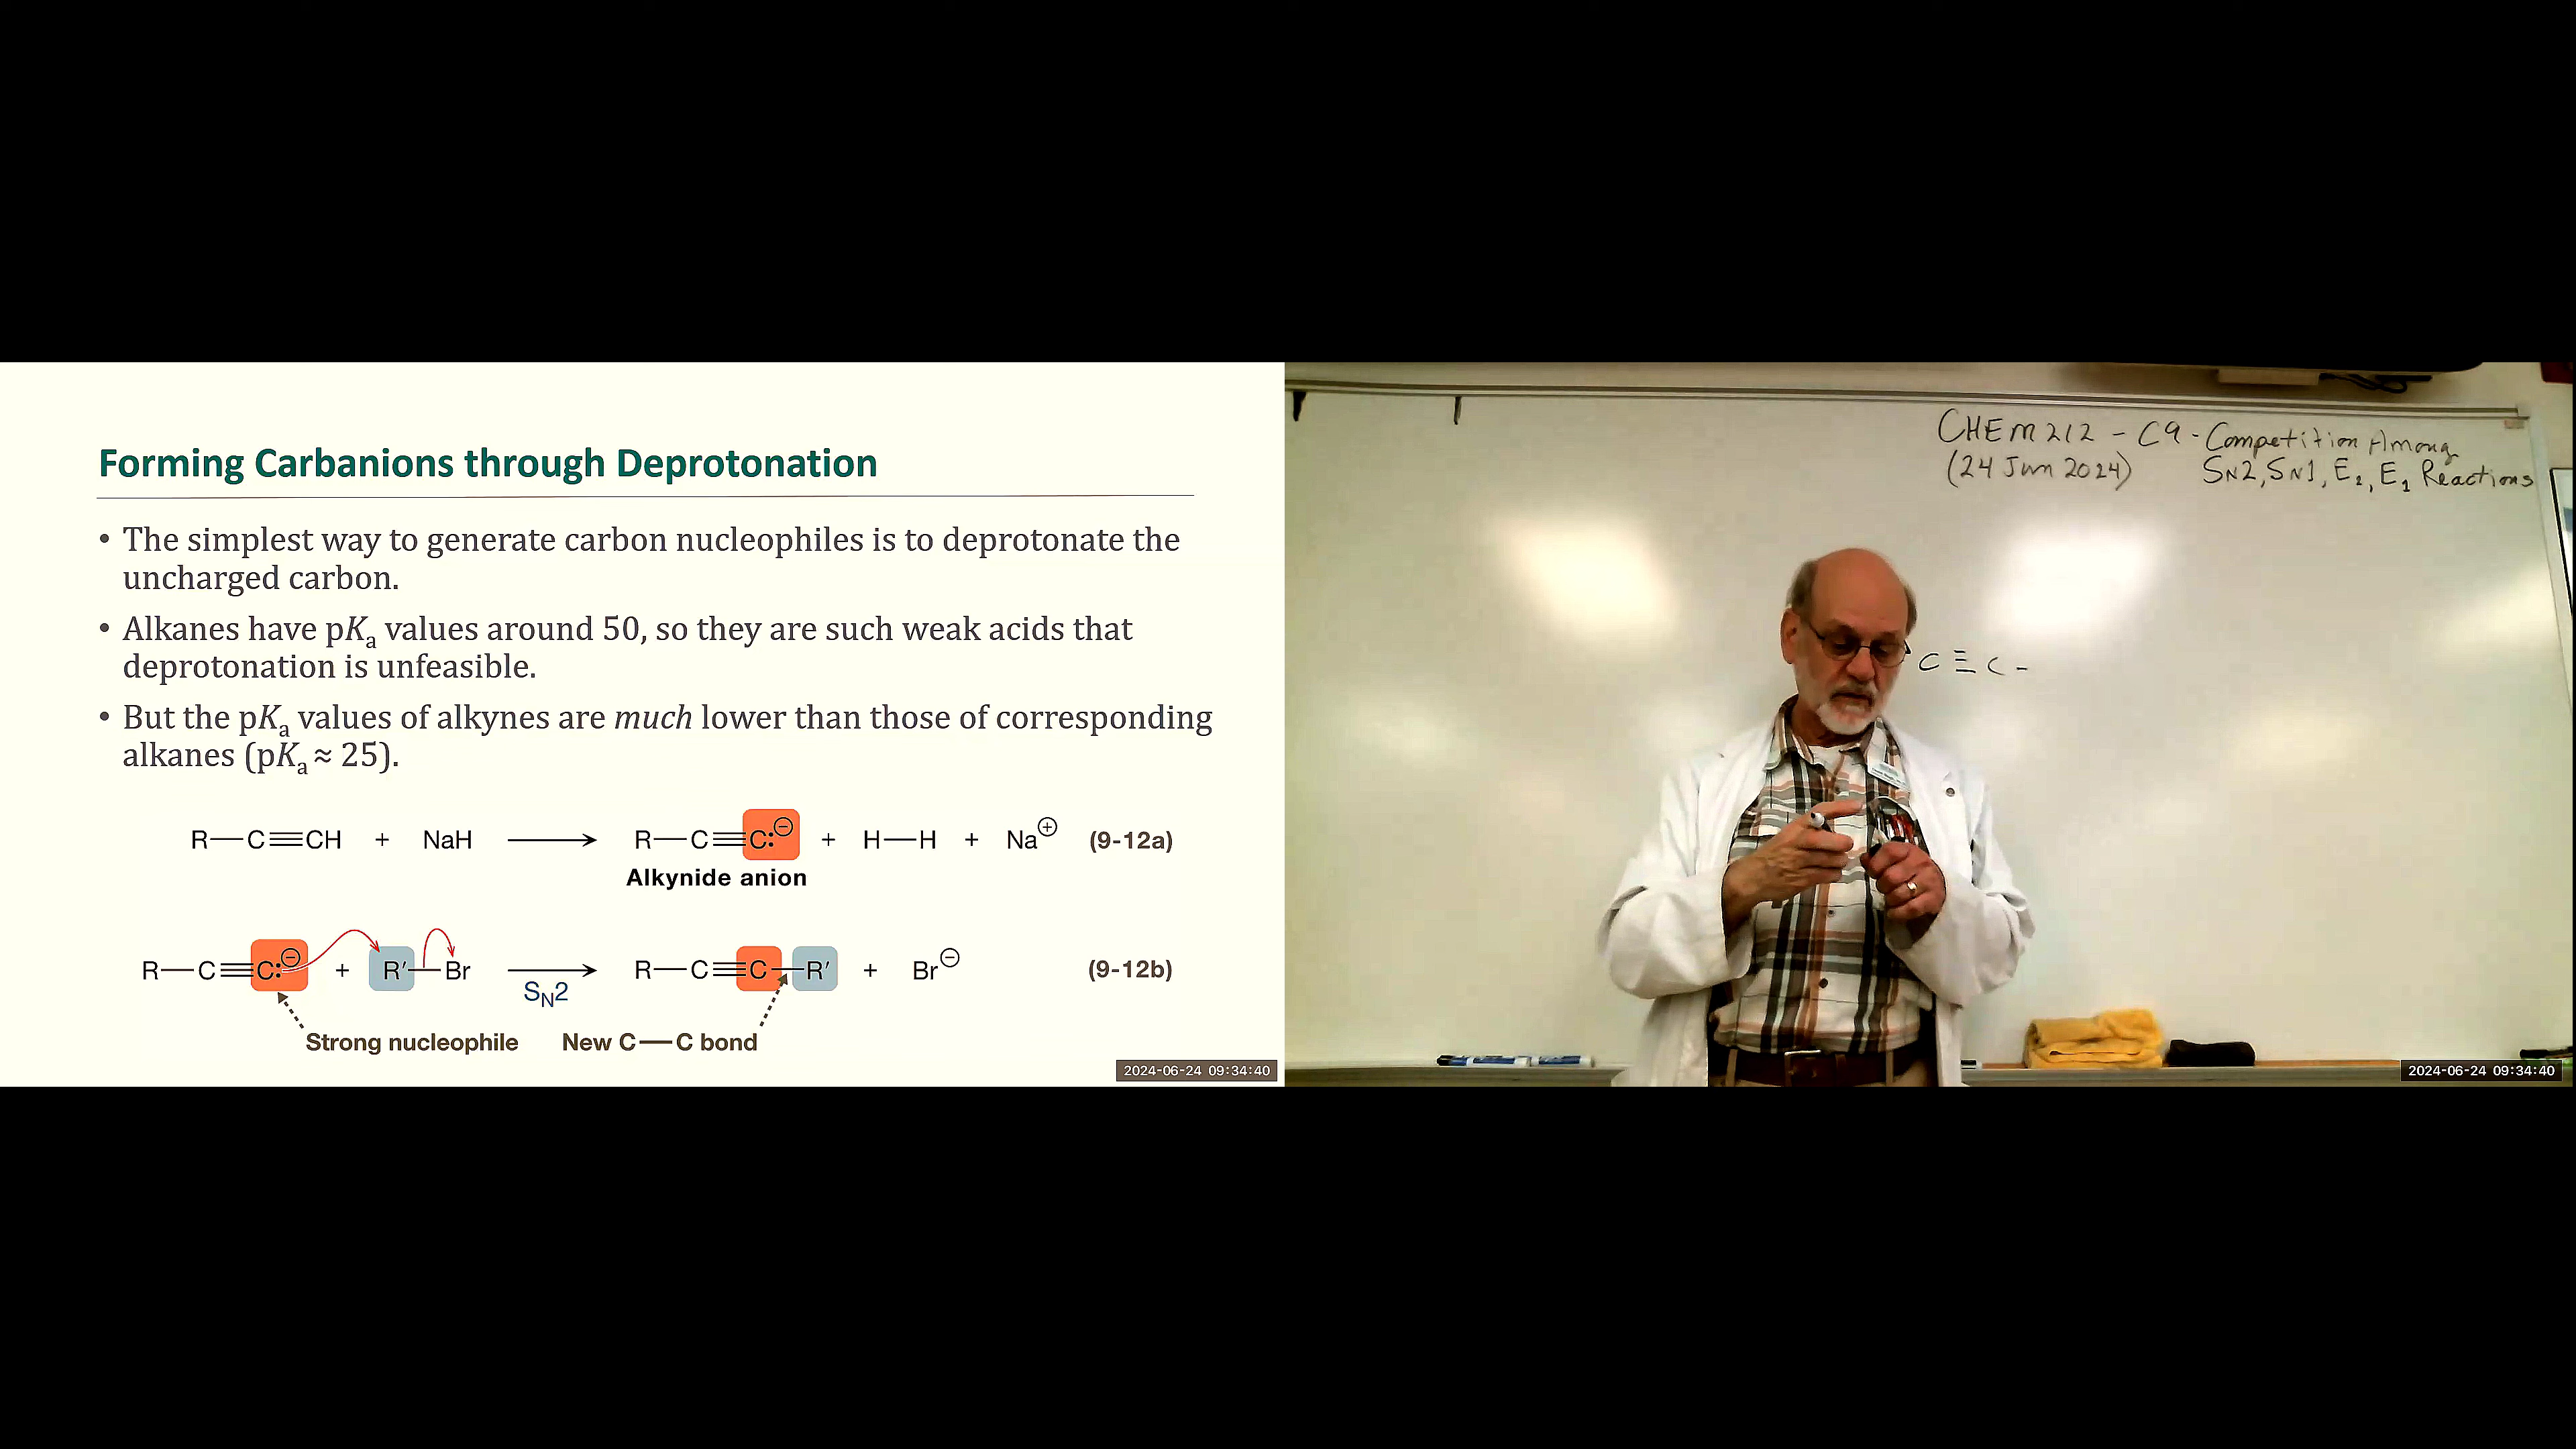 Forming Carbanions through Deprotonation
• The simplest way to generate carbon nucleophiles is to deprotonate the
uncharged carbon.
• Alkanes have pKa values around 50, so they are such weak acids that
deprotonation is unfeasible.
• But the pKa values of alkynes are much lower than those of corresponding
alkanes (pKa ≈ 25).
R—C≡CH + NaH ⟶ R—C≡C:⊖ + H—H + Na⊕ (9-12a)
Alkynide anion
R—C≡C:⊖ + R′—Br ⟶ R—C≡C—R′ + Br⊖ (9-12b)
SN2
Strong nucleophile New C—C bond
2024-06-24 09:34:40
CHEM212 - C9 - Competition Among
(24 Jun 2024) SN2, SN1, E2, E1 Reactions
C≡C-
2024-06-24 09:34:40